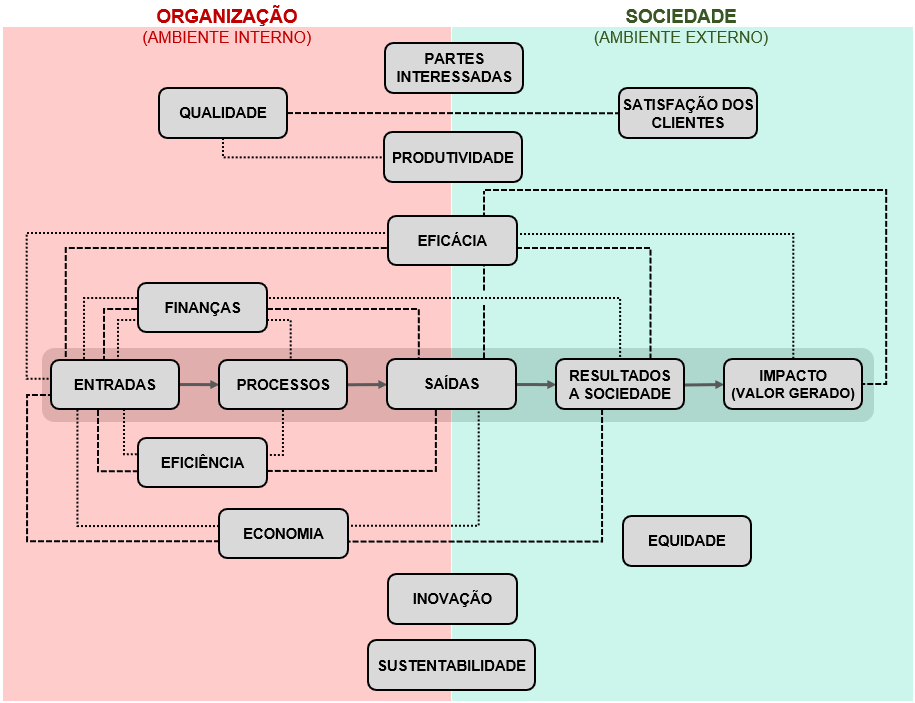 ORGANIZAÇÃO
(AMBIENTE INTERNO)
SOCIEDADE
(AMBIENTE EXTERNO)
PARTES
INTERESSADAS
QUALIDADE
SATISFAÇÃO DOS
CLIENTES
PRODUTIVIDADE
EFICÁCIA
FINANÇAS
ENTRADAS
PROCESSOS
SAÍDAS
RESULTADOS
A SOCIEDADE
IMPACTO
(VALOR GERADO)
EFICIÊNCIA
ECONOMIA
EQUIDADE
INOVAÇÃO
SUSTENTABILIDADE